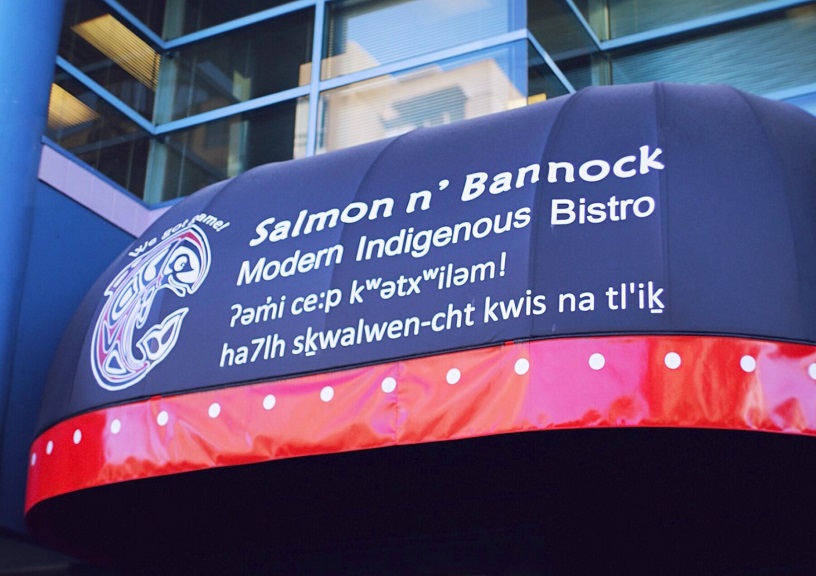 We got game!
Salmon n’ Bannock
Modern Indigenous Bistro
ʔəm̓i ce:p kʷətxʷiləm!
ha7lh sḵwalwen-cht kwis na tl'iḵ